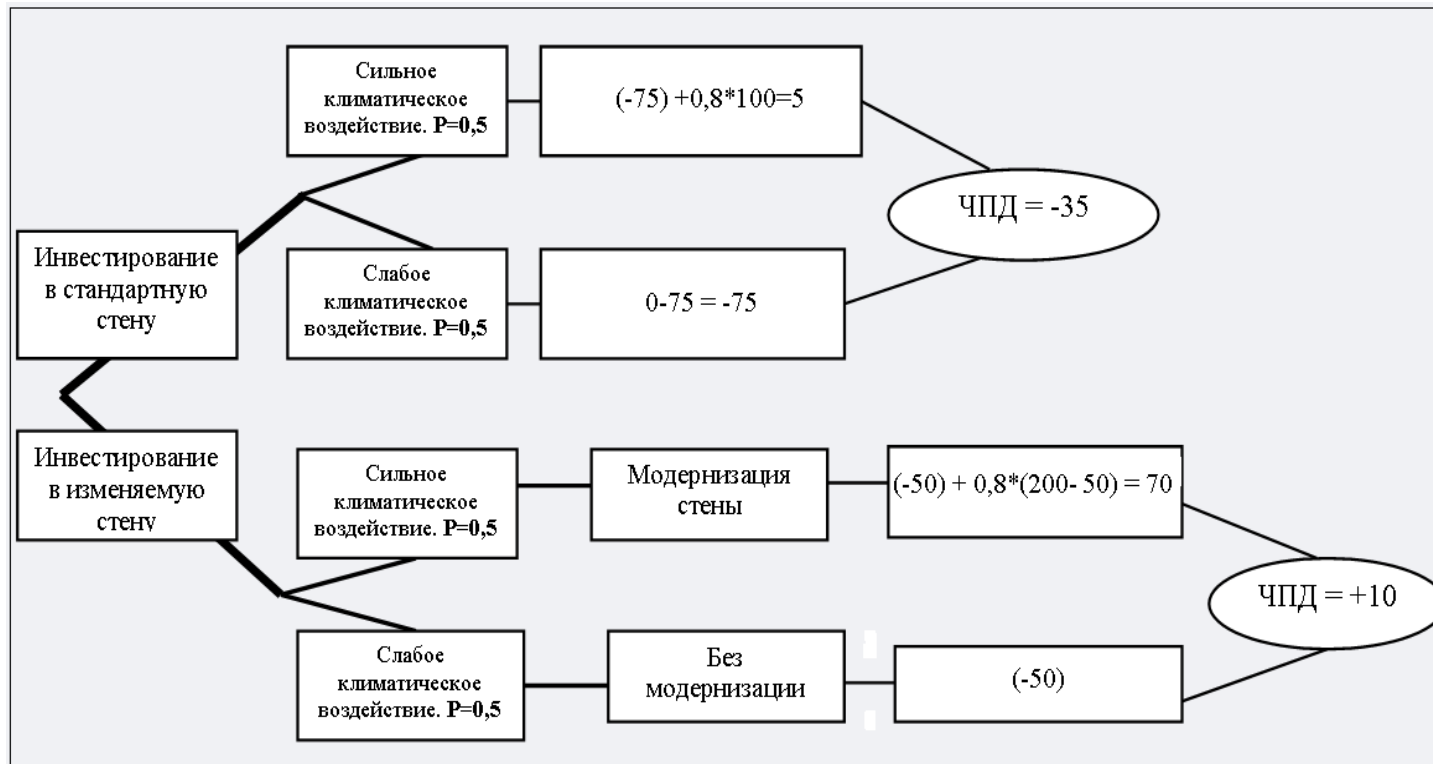 Сильное
климатическое
воздействие. P=0,5
(-75) +0,8*100=5
ЧПД = -35
Инвестирование
в стандартную
стену
Слабое
климатическое
воздействие. P=0,5
0-75 = -75
Инвестирование
в изменяемую
стену
Сильное
климатическое
воздействие. P=0,5
Модернизация
стены
(-50) + 0,8*(200- 50) = 70
ЧПД = +10
Слабое
климатическое
воздействие. P=0,5
Без
модернизации
(-50)